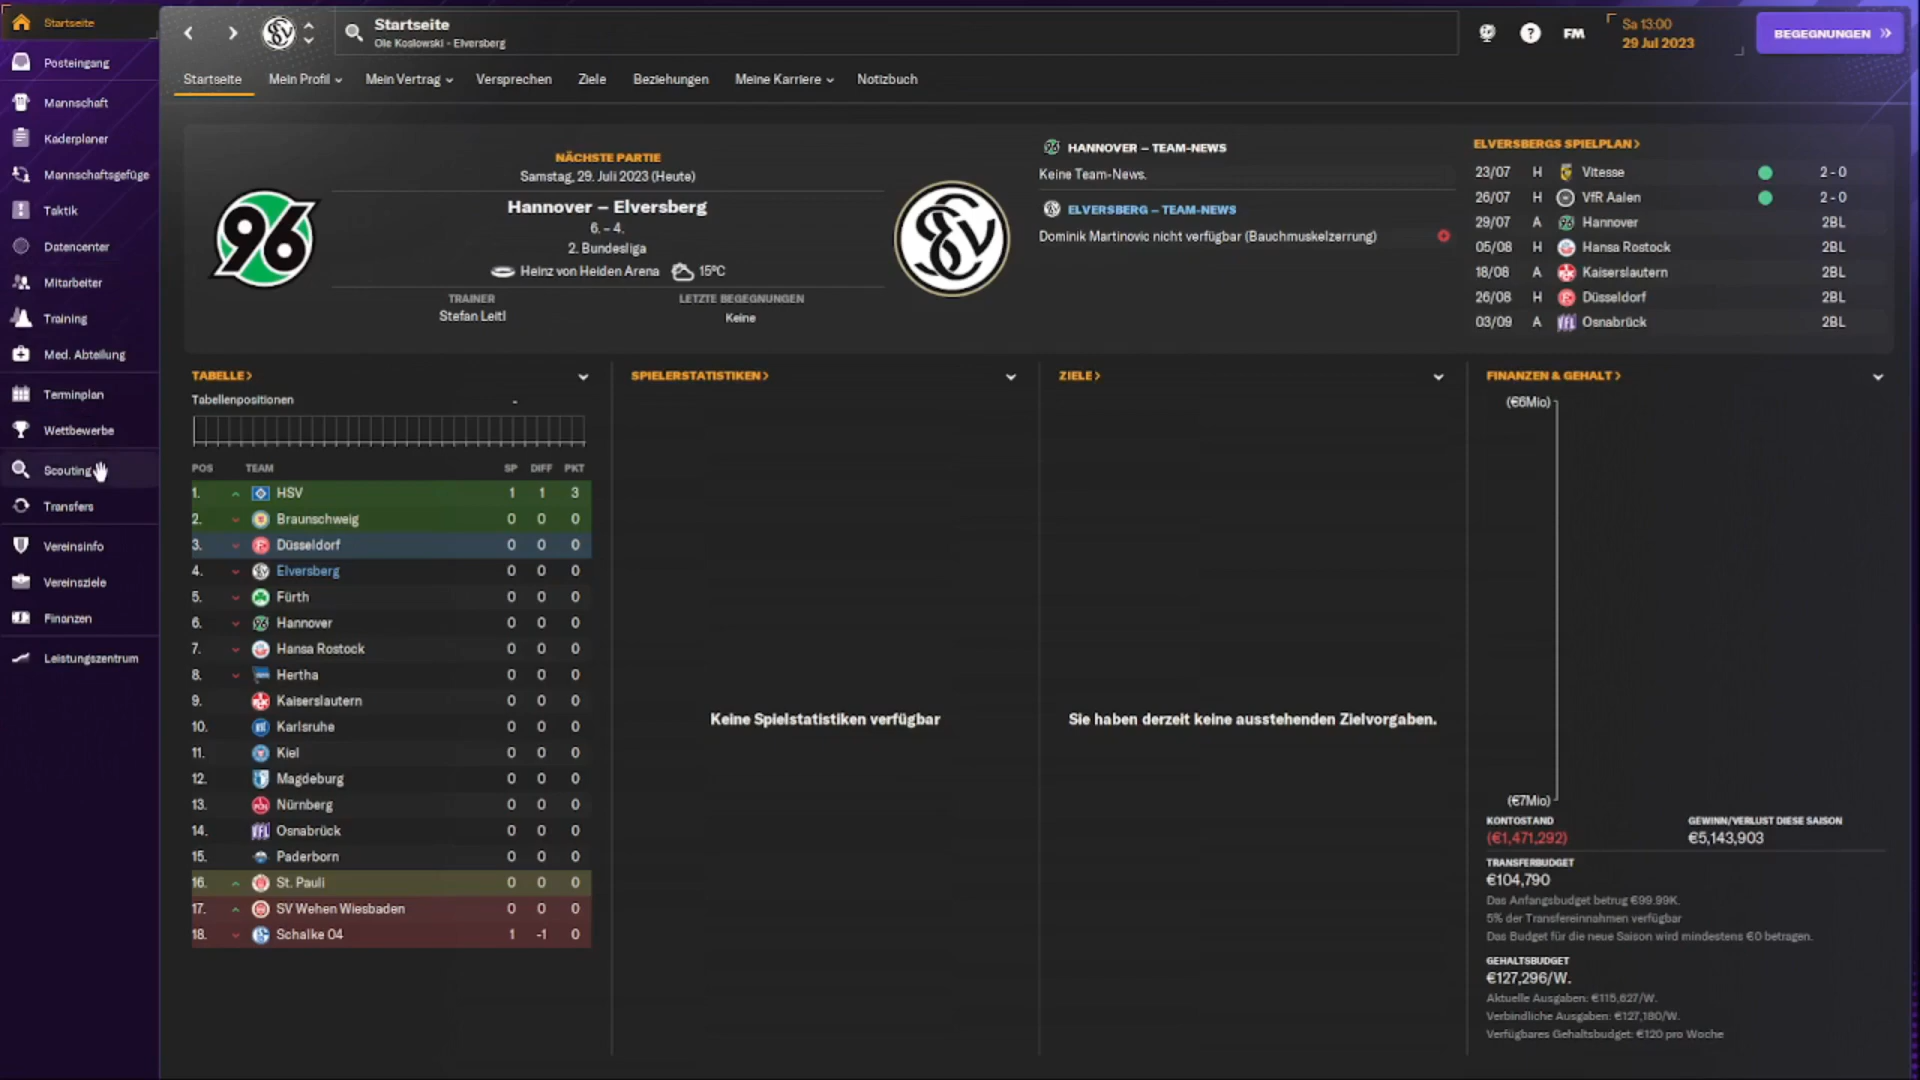 Startseite
Posteingang
Mannschaft
Kaderplaner
Mannschaftsgefüge
Taktik
Datencenter
Mitarbeiter
Training
Med. Abteilung
Terminplan
Wettbewerbe
Scouting
Transfers
Vereinsinfo
Vereinsziele
Finanzen
Leistungszentrum
Startseite
Ole Koslowski - Elversberg
FM
Sa 13:00
29 Jul 2023
BEGEGNUNGEN
Startseite Mein Profil Mein Vertrag Versprechen Ziele Beziehungen Meine Karriere Notizbuch
96
NÄCHSTE PARTIE
Samstag, 29. Juli 2023 (Heute)
Hannover – Elversberg
6. – 4.
2. Bundesliga
Heinz von Heiden Arena 15°C
TRAINER LETZTE BEGEGNUNGEN
Stefan Leitl Keine
HANNOVER – TEAM-NEWS
Keine Team-News.
ELVERSBERG – TEAM-NEWS
Dominik Martinovic nicht verfügbar (Bauchmuskelzerrung)
ELVERSBERGS SPIELPLAN>
23/07 H Vitesse 2 - 0
26/07 H VfR Aalen 2 - 0
29/07 A Hannover 2BL
05/08 H Hansa Rostock 2BL
18/08 A Kaiserslautern 2BL
26/08 H Düsseldorf 2BL
03/09 A Osnabrück 2BL
TABELLE>
Tabellenpositionen -
POS TEAM SP DIFF PKT
1. HSV 1 1 3
2. Braunschweig 0 0 0
3. Düsseldorf 0 0 0
4. Elversberg 0 0 0
5. Fürth 0 0 0
6. Hannover 0 0 0
7. Hansa Rostock 0 0 0
8. Hertha 0 0 0
9. Kaiserslautern 0 0 0
10. Karlsruhe 0 0 0
11. Kiel 0 0 0
12. Magdeburg 0 0 0
13. Nürnberg 0 0 0
14. Osnabrück 0 0 0
15. Paderborn 0 0 0
16. St. Pauli 0 0 0
17. SV Wehen Wiesbaden 0 0 0
18. Schalke 04 1 -1 0
SPIELERSTATISTIKEN>
Keine Spielstatistiken verfügbar
ZIELE>
Sie haben derzeit keine ausstehenden Zielvorgaben.
FINANZEN & GEHALT>
(€6Mio)
(€7Mio)
KONTOSTAND GEWINN/VERLUST DIESE SAISON
(€1,471,292) €5,143,903
TRANSFERBUDGET
€104,790
Das Anfangsbudget betrug €99.99K.
5% der Transfereinnahmen verfügbar
Das Budget für die neue Saison wird mindestens €0 betragen.
GEHALTSBUDGET
€127,296/W.
Aktuelle Ausgaben: €115,627/W.
Verbindliche Ausgaben: €127,180/W.
Verfügbares Gehaltsbudget: €120 pro Woche